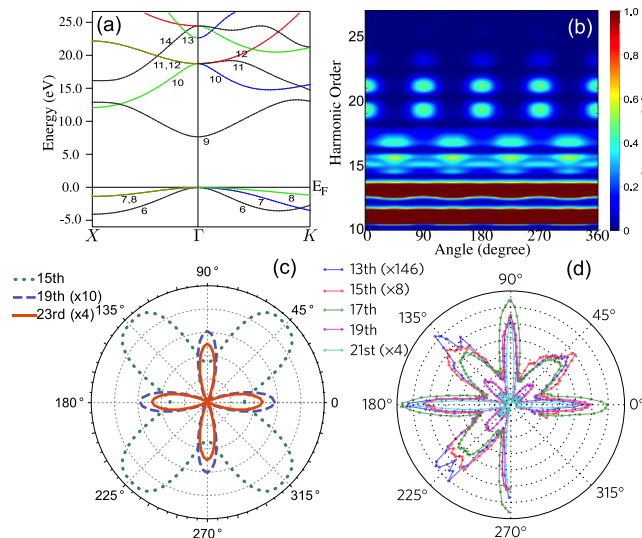 (a)
25.0
20.0
15.0
10.0
5.0
0.0
-5.0
Energy (eV)
14
13
11,12
10
12
11
10
9
7,8
6
6
7
8
E_F
X
Γ
K
(b)
25
20
15
10
Harmonic Order
0
90
180
270
360
Angle (degree)
1.0
0.8
0.6
0.4
0.2
0
(c)
15th
19th (x10)
23rd (x4)
90°
135°
45°
180°
0
225°
315°
270°
(d)
13th (×146)
15th (×8)
17th
19th
21st (×4)
90°
135°
45°
180°
0°
225°
315°
270°